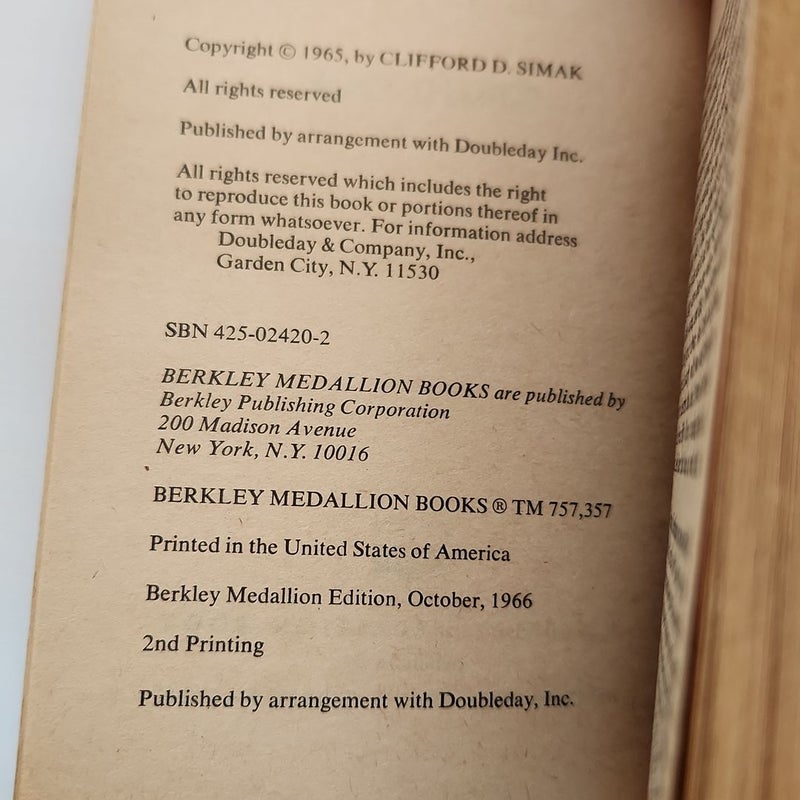 Copyright © 1965, by CLIFFORD D. SIMAK
All rights reserved
Published by arrangement with Doubleday Inc.
All rights reserved which includes the right
to reproduce this book or portions thereof in
any form whatsoever. For information address
Doubleday & Company, Inc.,
Garden City, N.Y. 11530
SBN 425-02420-2
BERKLEY MEDALLION BOOKS are published by
Berkley Publishing Corporation
200 Madison Avenue
New York, N.Y. 10016
BERKLEY MEDALLION BOOKS ® TM 757,357
Printed in the United States of America
Berkley Medallion Edition, October, 1966
2nd Printing
Published by arrangement with Doubleday, Inc.